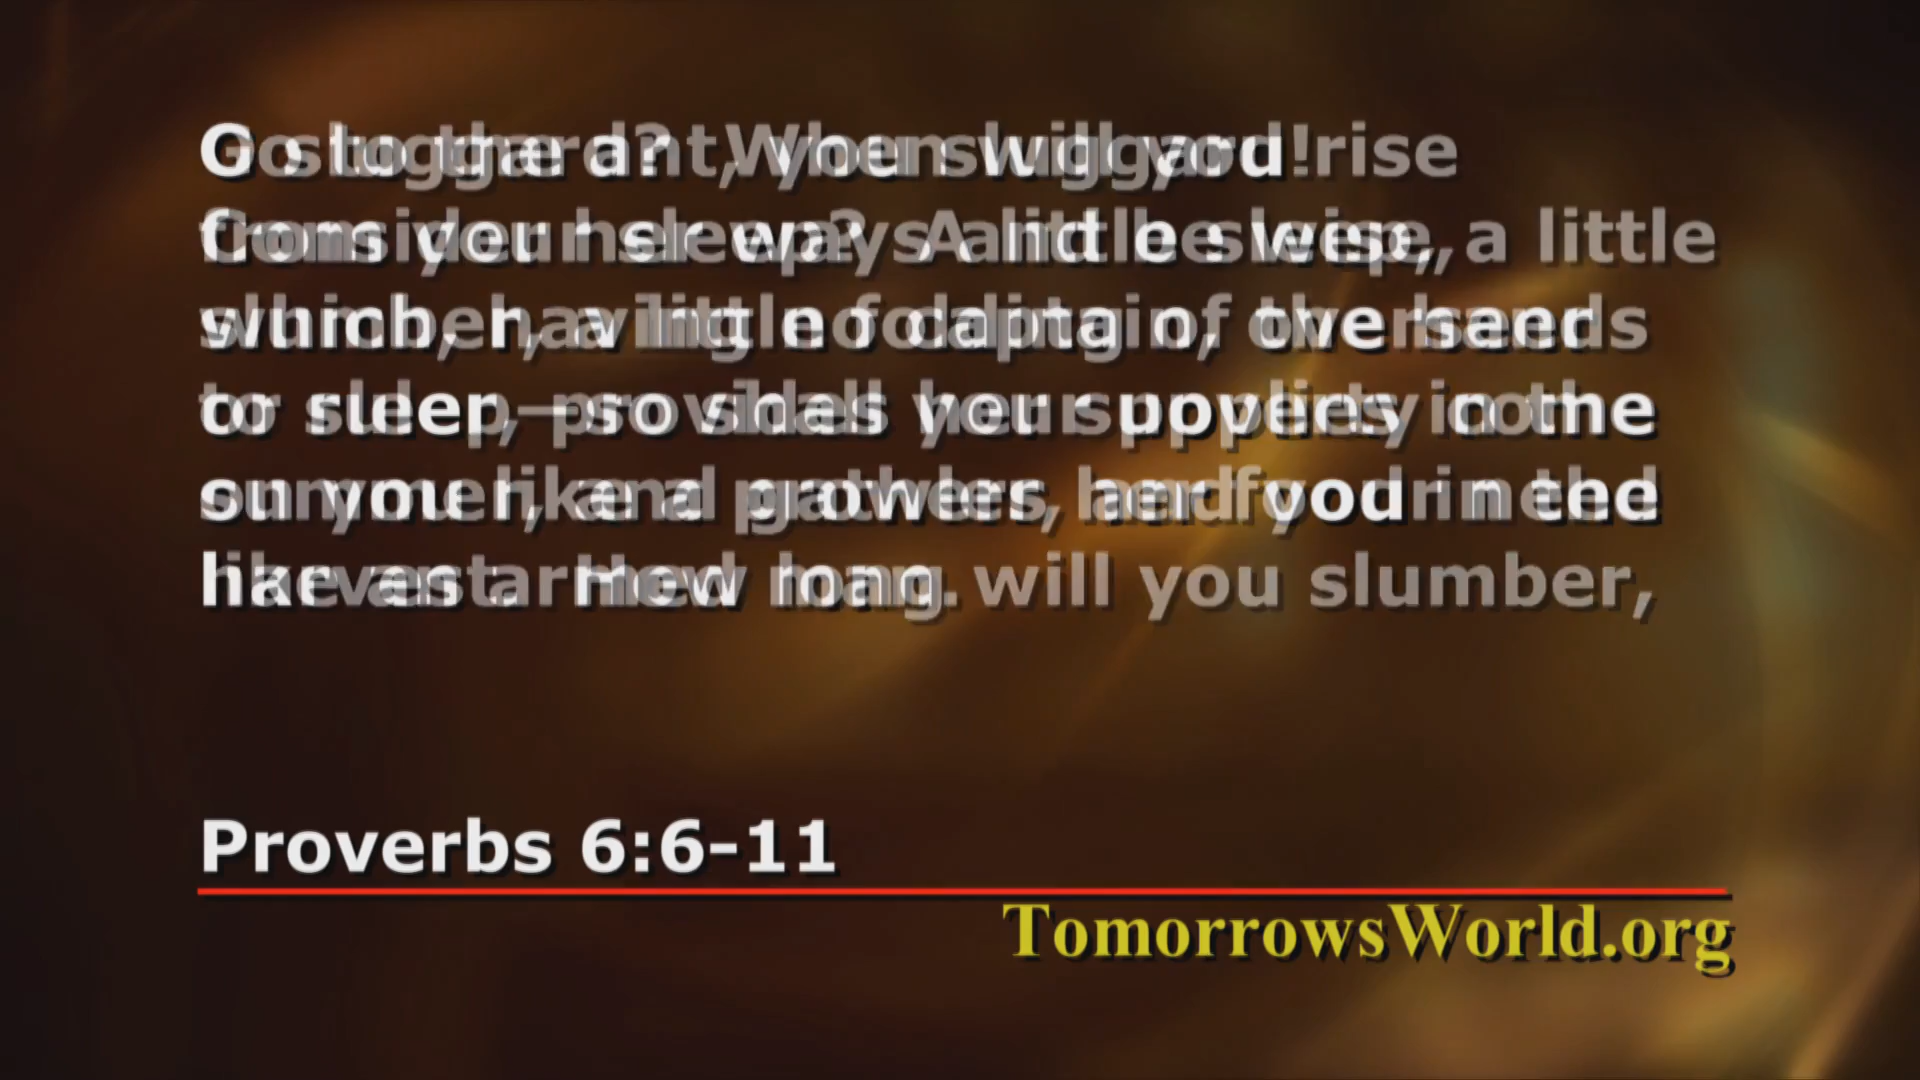 Go to the ant, you sluggard!
Consider her ways and be wise,
which, having no captain, overseer
or ruler, provides her supplies in the
summer, and gathers her food in the
harvest. How long will you slumber,
O sluggard? When will you rise
from your sleep? A little sleep, a little
slumber, a little folding of the hands
to sleep—so shall your poverty come
on you like a prowler, and your need
like an armed man.
Proverbs 6:6-11
TomorrowsWorld.org